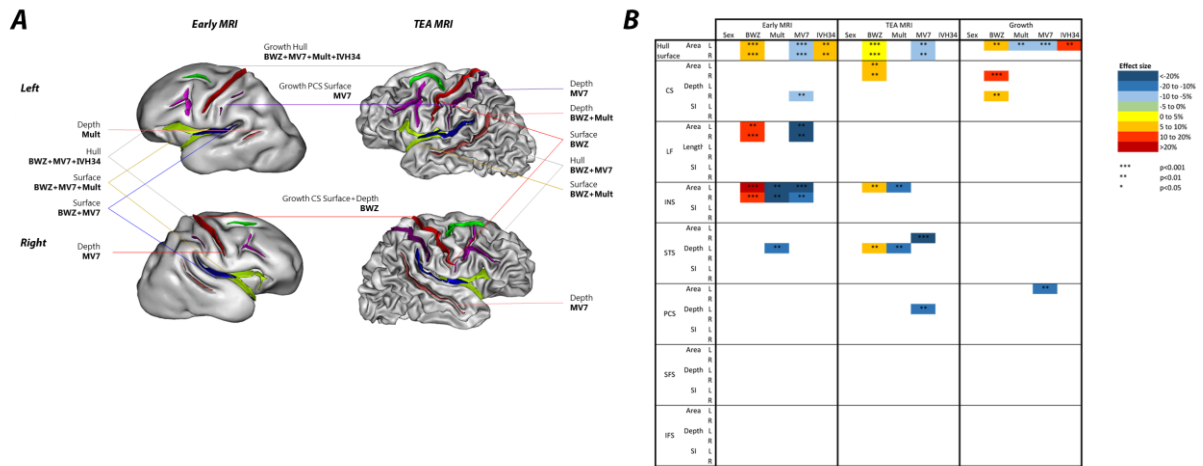 A
Early MRI
TEA MRI
Growth Hull
BWZ+MV7+Mult+IVH34
Left
Growth PCS Surface
MV7
Depth
MV7
Depth
BWZ+Mult
Depth
Mult
Surface
BWZ
Hull
BWZ+MV7+IVH34
Hull
BWZ+MV7
Surface
BWZ+MV7+Mult
Surface
BWZ+Mult
Surface
BWZ+MV7
Growth CS Surface+Depth
BWZ
Right
Depth
MV7
Depth
MV7
B
Early MRI TEA MRI Growth
Sex BWZ Mult MV7 IVH34 Sex BWZ Mult MV7 IVH34 Sex BWZ Mult MV7 IVH34
Hull Area L *** *** ** *** ** ** ** *** **
surface R *** *** ** *** **
Area L **
R ** ***
CS Depth L
R ** **
SI L
R
Area L ** **
R *** **
LF Length L
R
SI L
R
Area L *** ** *** ** **
INS R *** ** **
SI L
R
Area L
R ***
STS Depth L ** ** **
R
SI L
R
Area L **
R
PCS Depth L **
R
SI L
R
Area L
R
SFS Depth L
R
SI L
R
Area L
R
IFS Depth L
R
SI L
R
Effect size
<-20%
-20 to -10%
-10 to -5%
-5 to 0%
0 to 5%
5 to 10%
10 to 20%
>20%
*** p<0.001
** p<0.01
* p<0.05